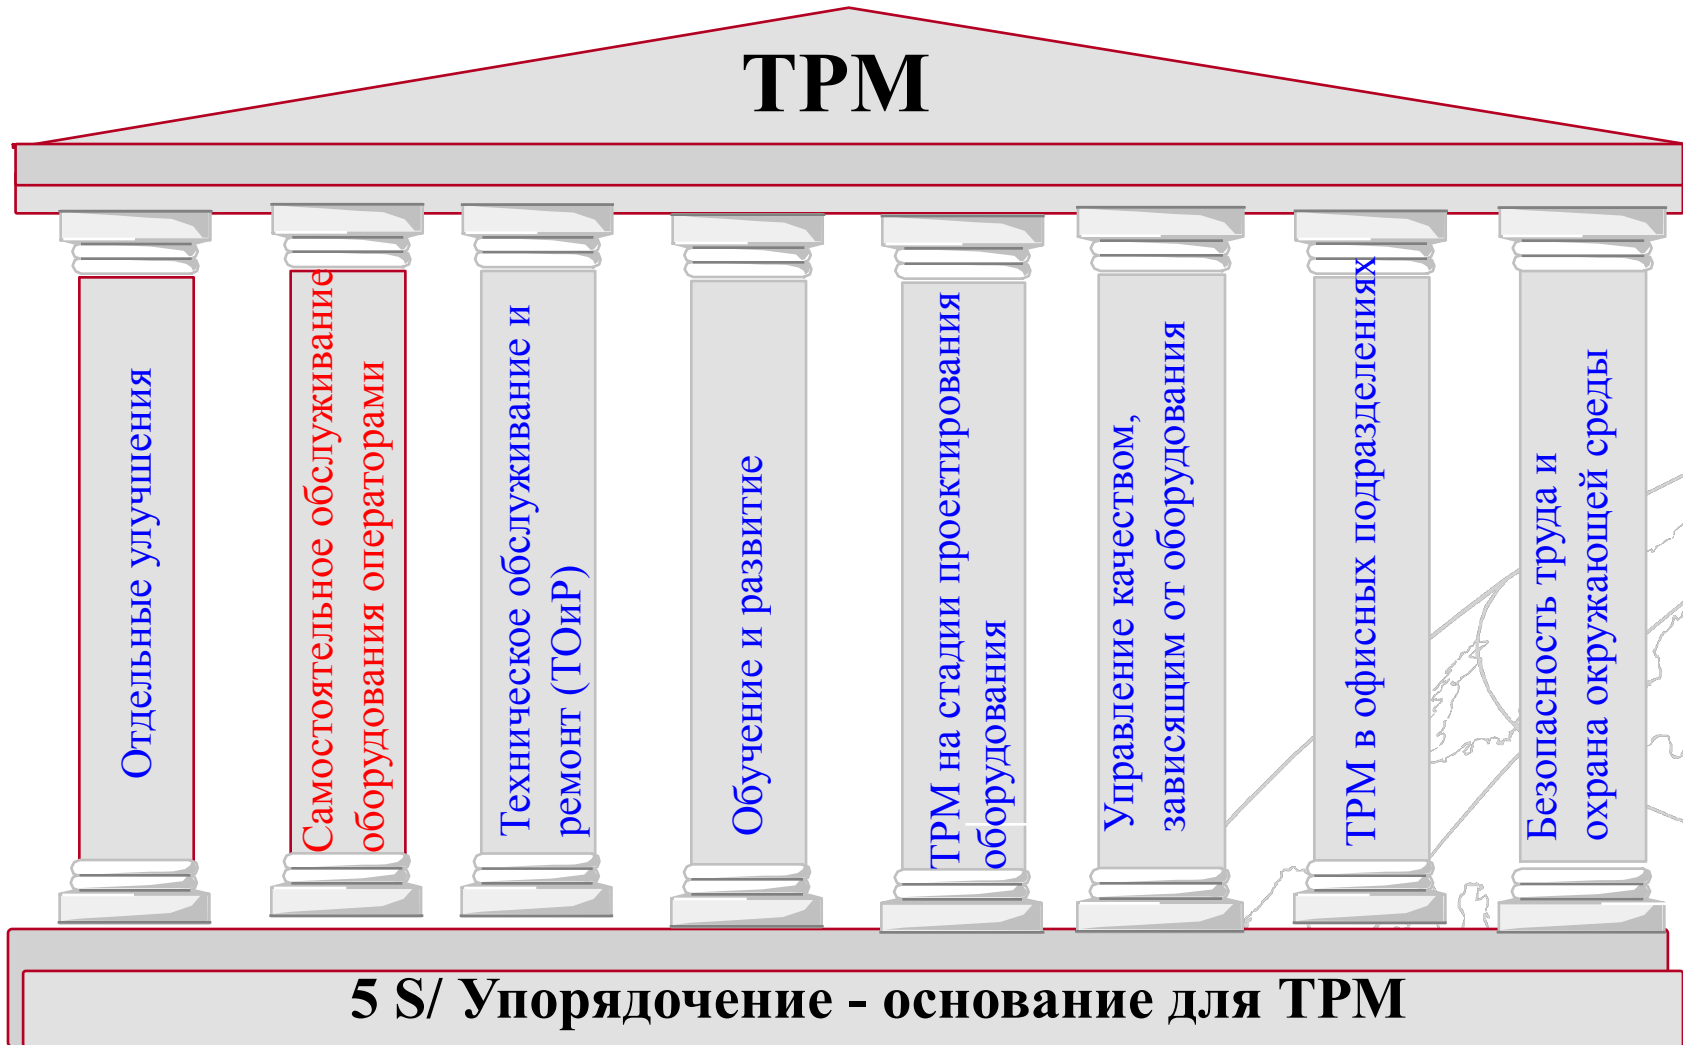 TPM
Отдельные улучшения
Самостоятельное обслуживание
оборудования операторами
Техническое обслуживание и
ремонт (ТОиР)
Обучение и развитие
TPM на стадии проектирования
оборудования
Управление качеством,
зависящим от оборудования
TPM в офисных подразделениях
Безопасность труда и
охрана окружающей среды
5 S/ Упорядочение - основание для TPM